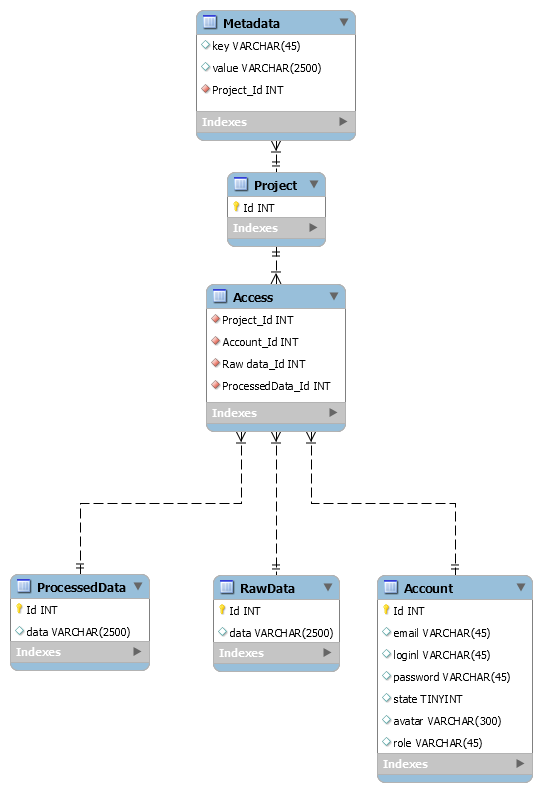 Metadata
key VARCHAR(45)
value VARCHAR(2500)
Project_Id INT
Indexes
Project
Id INT
Indexes
Access
Project_Id INT
Account_Id INT
Raw data_Id INT
ProcessedData_Id INT
Indexes
ProcessedData
Id INT
data VARCHAR(2500)
Indexes
RawData
Id INT
data VARCHAR(2500)
Indexes
Account
Id INT
email VARCHAR(45)
loginl VARCHAR(45)
password VARCHAR(45)
state TINYINT
avatar VARCHAR(300)
role VARCHAR(45)
Indexes